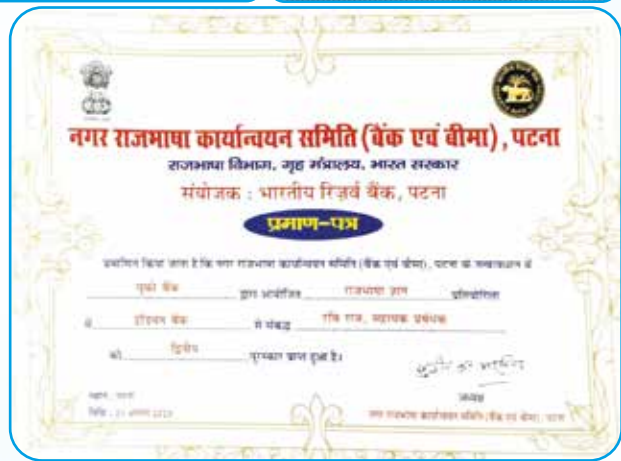 नगर राजभाषा कार्यान्वयन समिति (बैंक एवं बीमा), पटना
राजभाषा विभाग, गृह मंत्रालय, भारत सरकार
संयोजक : भारतीय रिज़र्व बैंक, पटना
प्रमाण-पत्र
प्रमाणित किया जाता है कि नगर राजभाषा कार्यान्वयन समिति (बैंक एवं बीमा), पटना के तत्वावधान में
यूको बैंक द्वारा आयोजित राजभाषा ज्ञान प्रतियोगिता
में इंडियन बैंक से संबद्ध रवि राज, सहायक प्रबंधक
को द्वितीय पुरस्कार प्राप्त हुआ है।
अध्यक्ष
नगर राजभाषा कार्यान्वयन समिति (बैंक एवं बीमा), पटना